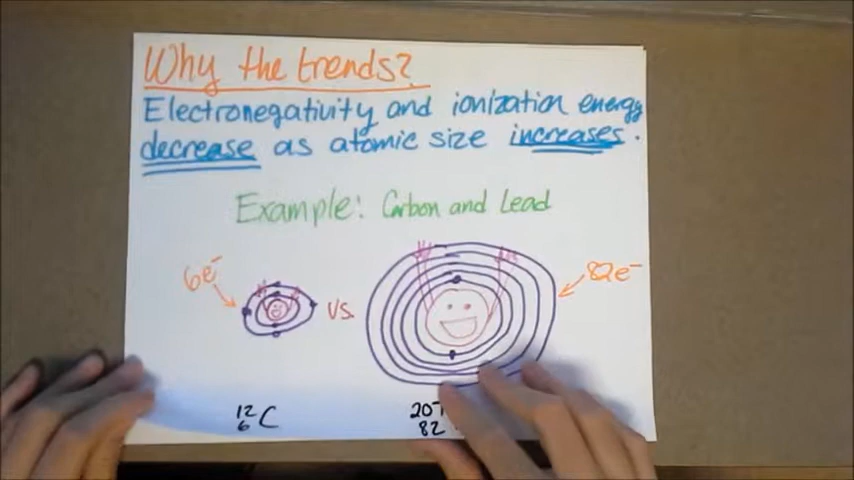 Why the trends?
Electronegativity and ionization energy
decrease as atomic size increases.
Example: Carbon and Lead
6e⁻
82e⁻
vs.
12
6 C
207
82